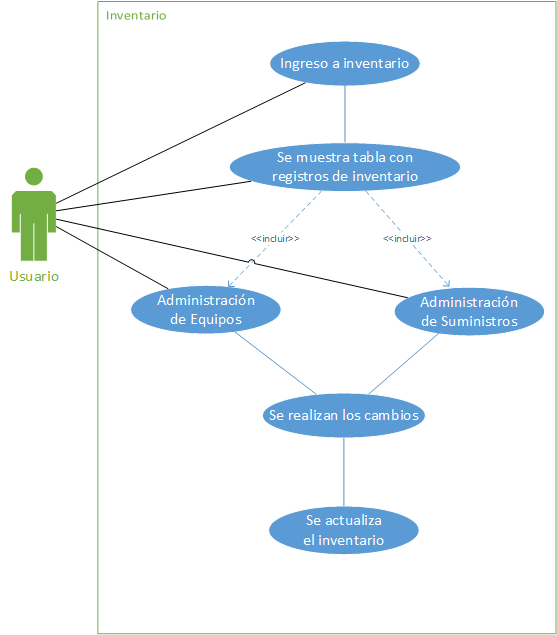 Inventario
Ingreso a inventario
Se muestra tabla con
registros de inventario
<<incluir>>
<<incluir>>
Usuario
Administración
de Equipos
Administración
de Suministros
Se realizan los cambios
Se actualiza
el inventario